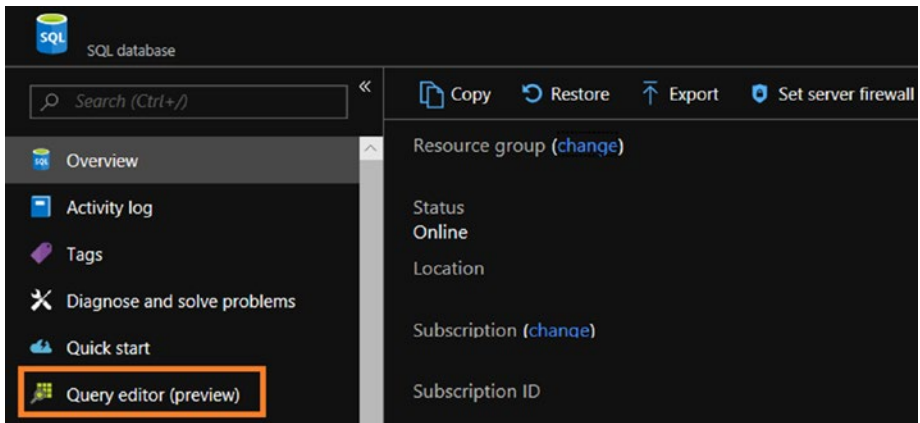 SQL
SQL database
Search (Ctrl+/)
«
Copy Restore Export Set server firewall
SQL Overview
Activity log
Tags
Diagnose and solve problems
Quick start
Query editor (preview)
Resource group (change)
Status
Online
Location
Subscription (change)
Subscription ID